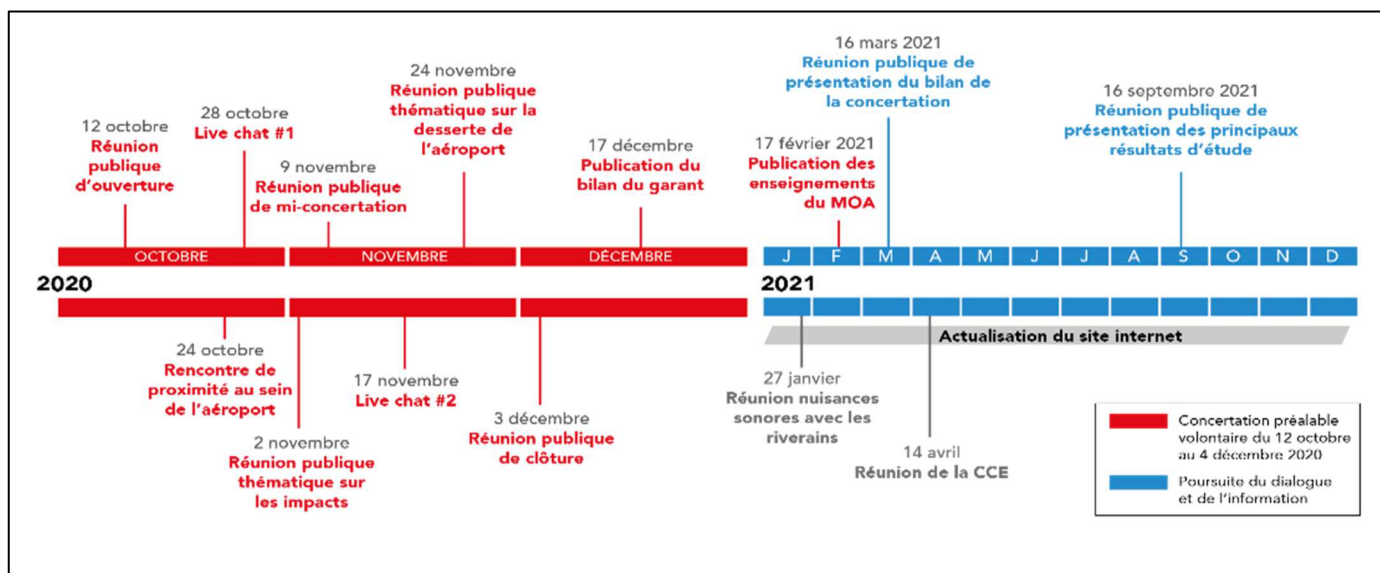 12 octobre
Réunion
publique
d'ouverture
28 octobre
Live chat #1
9 novembre
Réunion publique
de mi-concertation
24 novembre
Réunion publique
thématique sur la
desserte de
l'aéroport
17 décembre
Publication du
bilan du garant
17 février 2021
Publication des
enseignements
du MOA
16 mars 2021
Réunion publique de
présentation du bilan de
la concertation
16 septembre 2021
Réunion publique de
présentation des principaux
résultats d'étude
OCTOBRE
NOVEMBRE
DÉCEMBRE
J F M A M J J A S O N D
2020
2021
Actualisation du site internet
24 octobre
Rencontre de
proximité au sein
de l'aéroport
2 novembre
Réunion publique
thématique sur
les impacts
17 novembre
Live chat #2
3 décembre
Réunion publique
de clôture
27 janvier
Réunion nuisances
sonores avec les
riverains
14 avril
Réunion de la CCE
Concertation préalable
volontaire du 12 octobre
au 4 décembre 2020
Poursuite du dialogue
et de l'information